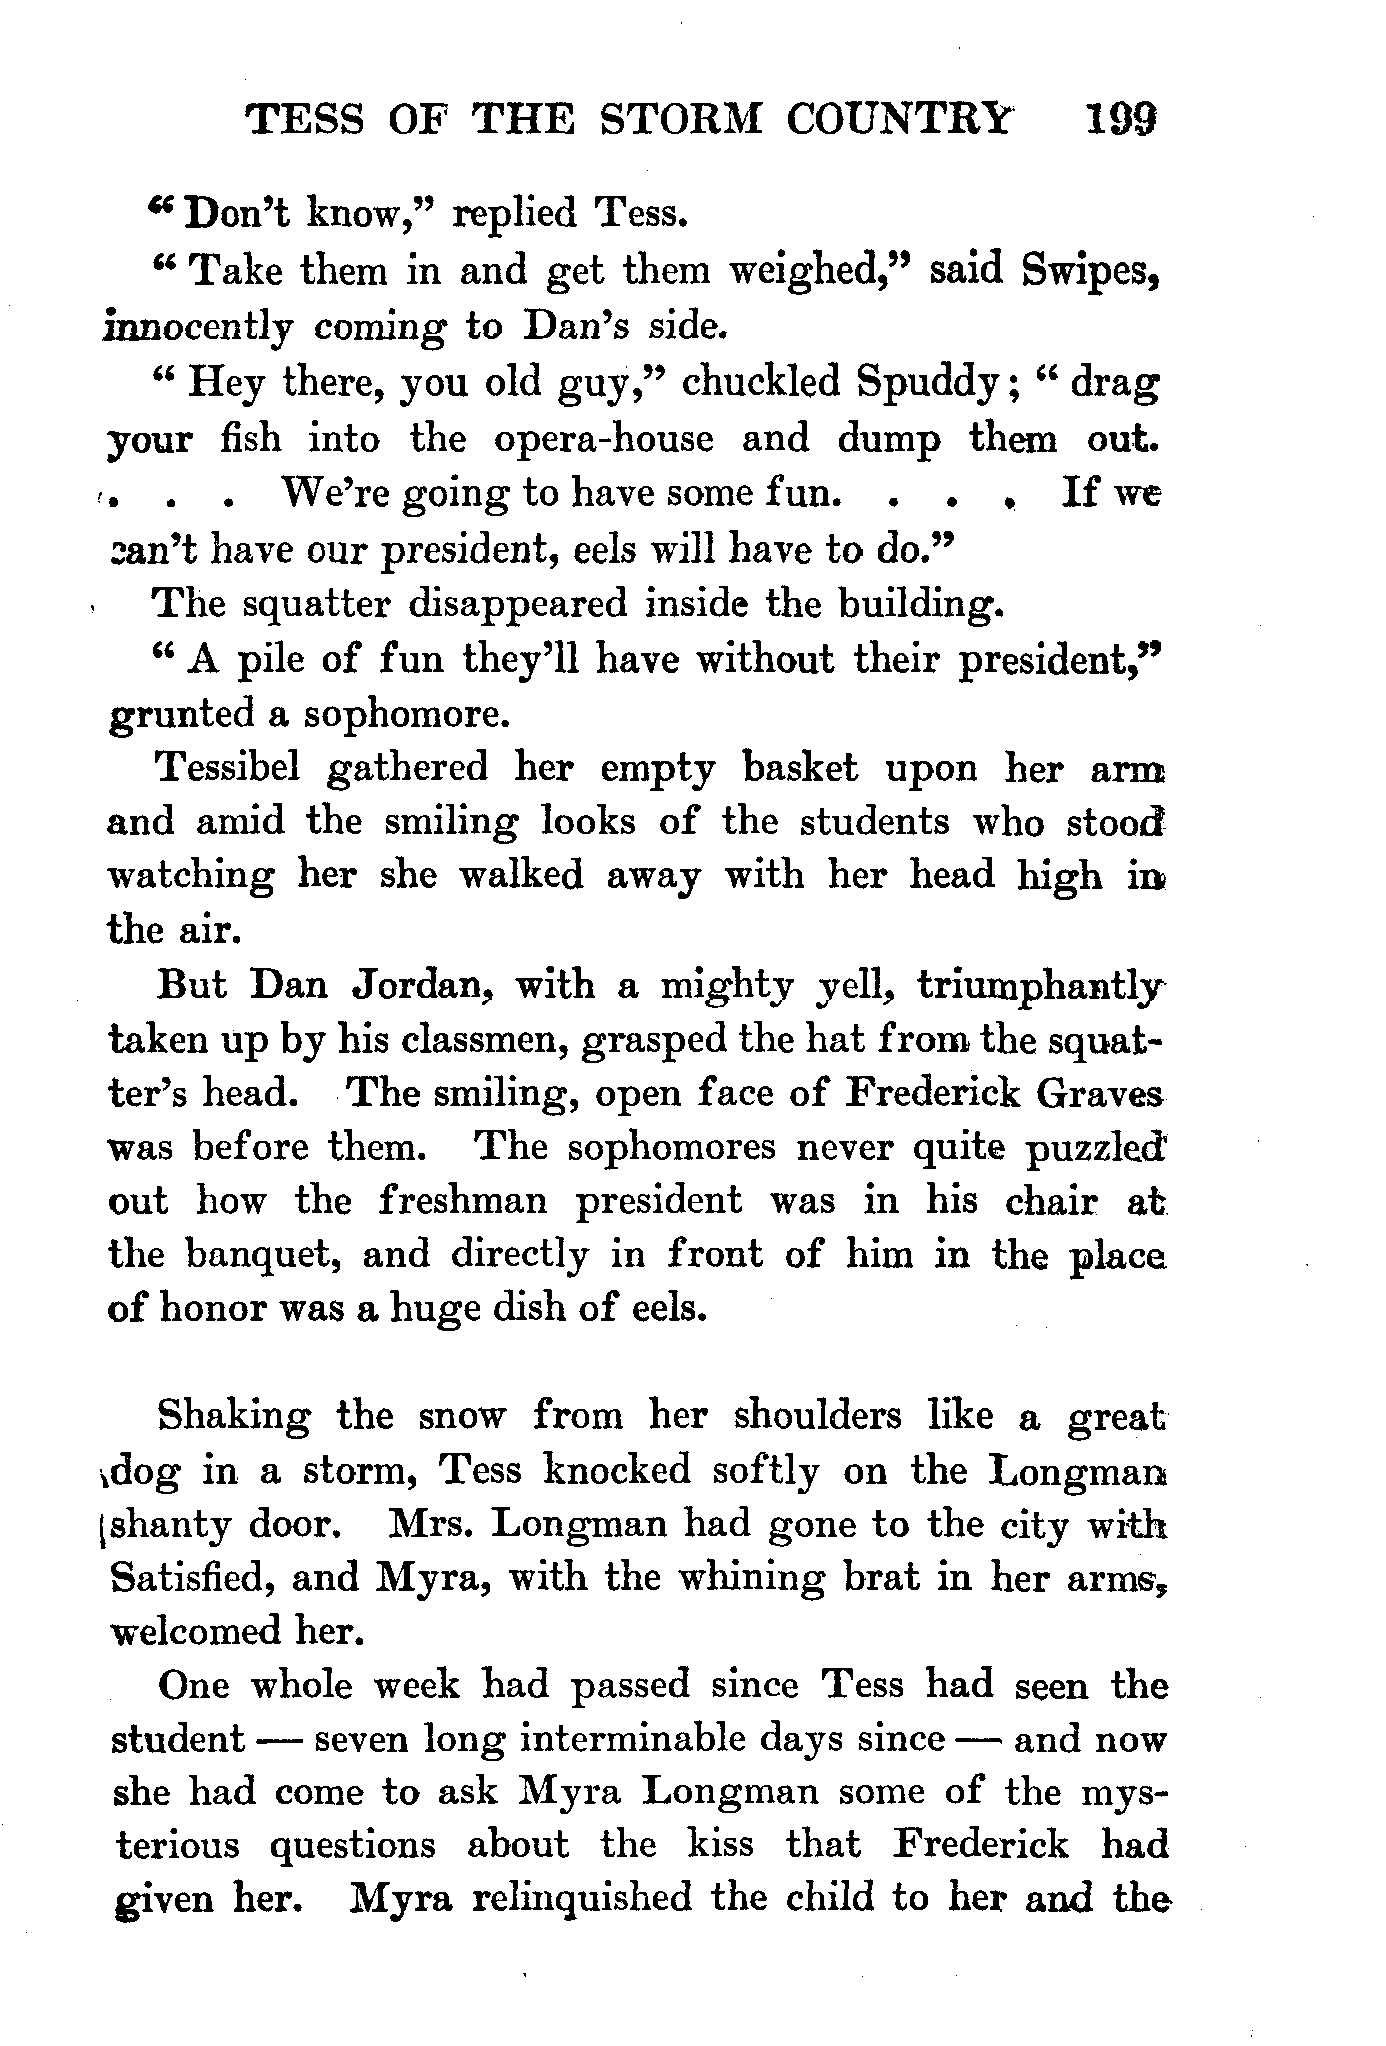 TESS OF THE STORM COUNTRY 199
“ Don’t know,” replied Tess.
“ Take them in and get them weighed,” said Swipes,
innocently coming to Dan’s side.
“ Hey there, you old guy,” chuckled Spuddy ; “ drag
your fish into the opera-house and dump them out.
. . . We’re going to have some fun. . . . If we
can’t have our president, eels will have to do.”
The squatter disappeared inside the building.
“ A pile of fun they’ll have without their president,”
grunted a sophomore.
Tessibel gathered her empty basket upon her arm
and amid the smiling looks of the students who stood
watching her she walked away with her head high in
the air.
But Dan Jordan, with a mighty yell, triumphantly
taken up by his classmen, grasped the hat from the squat-
ter’s head. The smiling, open face of Frederick Graves
was before them. The sophomores never quite puzzled
out how the freshman president was in his chair at
the banquet, and directly in front of him in the place
of honor was a huge dish of eels.
Shaking the snow from her shoulders like a great
dog in a storm, Tess knocked softly on the Longman
shanty door. Mrs. Longman had gone to the city with
Satisfied, and Myra, with the whining brat in her arms,
welcomed her.
One whole week had passed since Tess had seen the
student — seven long interminable days since — and now
she had come to ask Myra Longman some of the mys-
terious questions about the kiss that Frederick had
given her. Myra relinquished the child to her and the